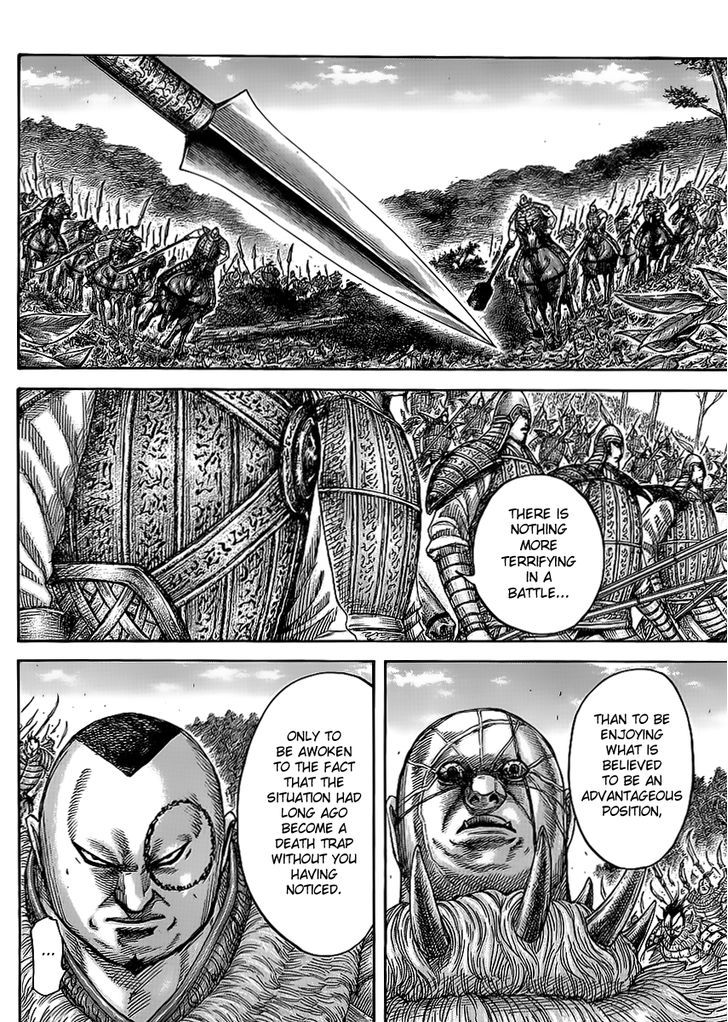 THERE IS
NOTHING
MORE
TERRIFYING
IN A
BATTLE...
THAN TO BE
ENJOYING
WHAT IS
BELIEVED
TO BE AN
ADVANTAGEOUS
POSITION,
ONLY TO
BE AWOKEN
TO THE FACT
THAT THE
SITUATION HAD
LONG AGO
BECOME A
DEATH TRAP
WITHOUT YOU
HAVING
NOTICED.
...